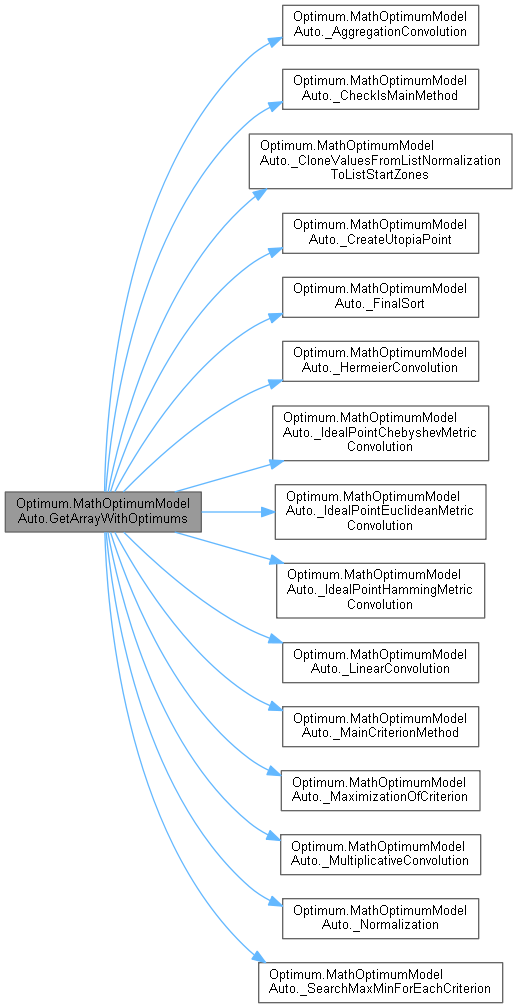 Optimum.MathOptimumModel
Auto._AggregationConvolution
Optimum.MathOptimumModel
Auto._CheckIsMainMethod
Optimum.MathOptimumModel
Auto._CloneValuesFromListNormalization
ToListStartZones
Optimum.MathOptimumModel
Auto._CreateUtopiaPoint
Optimum.MathOptimumModel
Auto._FinalSort
Optimum.MathOptimumModel
Auto._HermeierConvolution
Optimum.MathOptimumModel
Auto._IdealPointChebyshevMetric
Convolution
Optimum.MathOptimumModel
Auto.GetArrayWithOptimums
Optimum.MathOptimumModel
Auto._IdealPointEuclideanMetric
Convolution
Optimum.MathOptimumModel
Auto._IdealPointHammingMetric
Convolution
Optimum.MathOptimumModel
Auto._LinearConvolution
Optimum.MathOptimumModel
Auto._MainCriterionMethod
Optimum.MathOptimumModel
Auto._MaximizationOfCriterion
Optimum.MathOptimumModel
Auto._MultiplicativeConvolution
Optimum.MathOptimumModel
Auto._Normalization
Optimum.MathOptimumModel
Auto._SearchMaxMinForEachCriterion